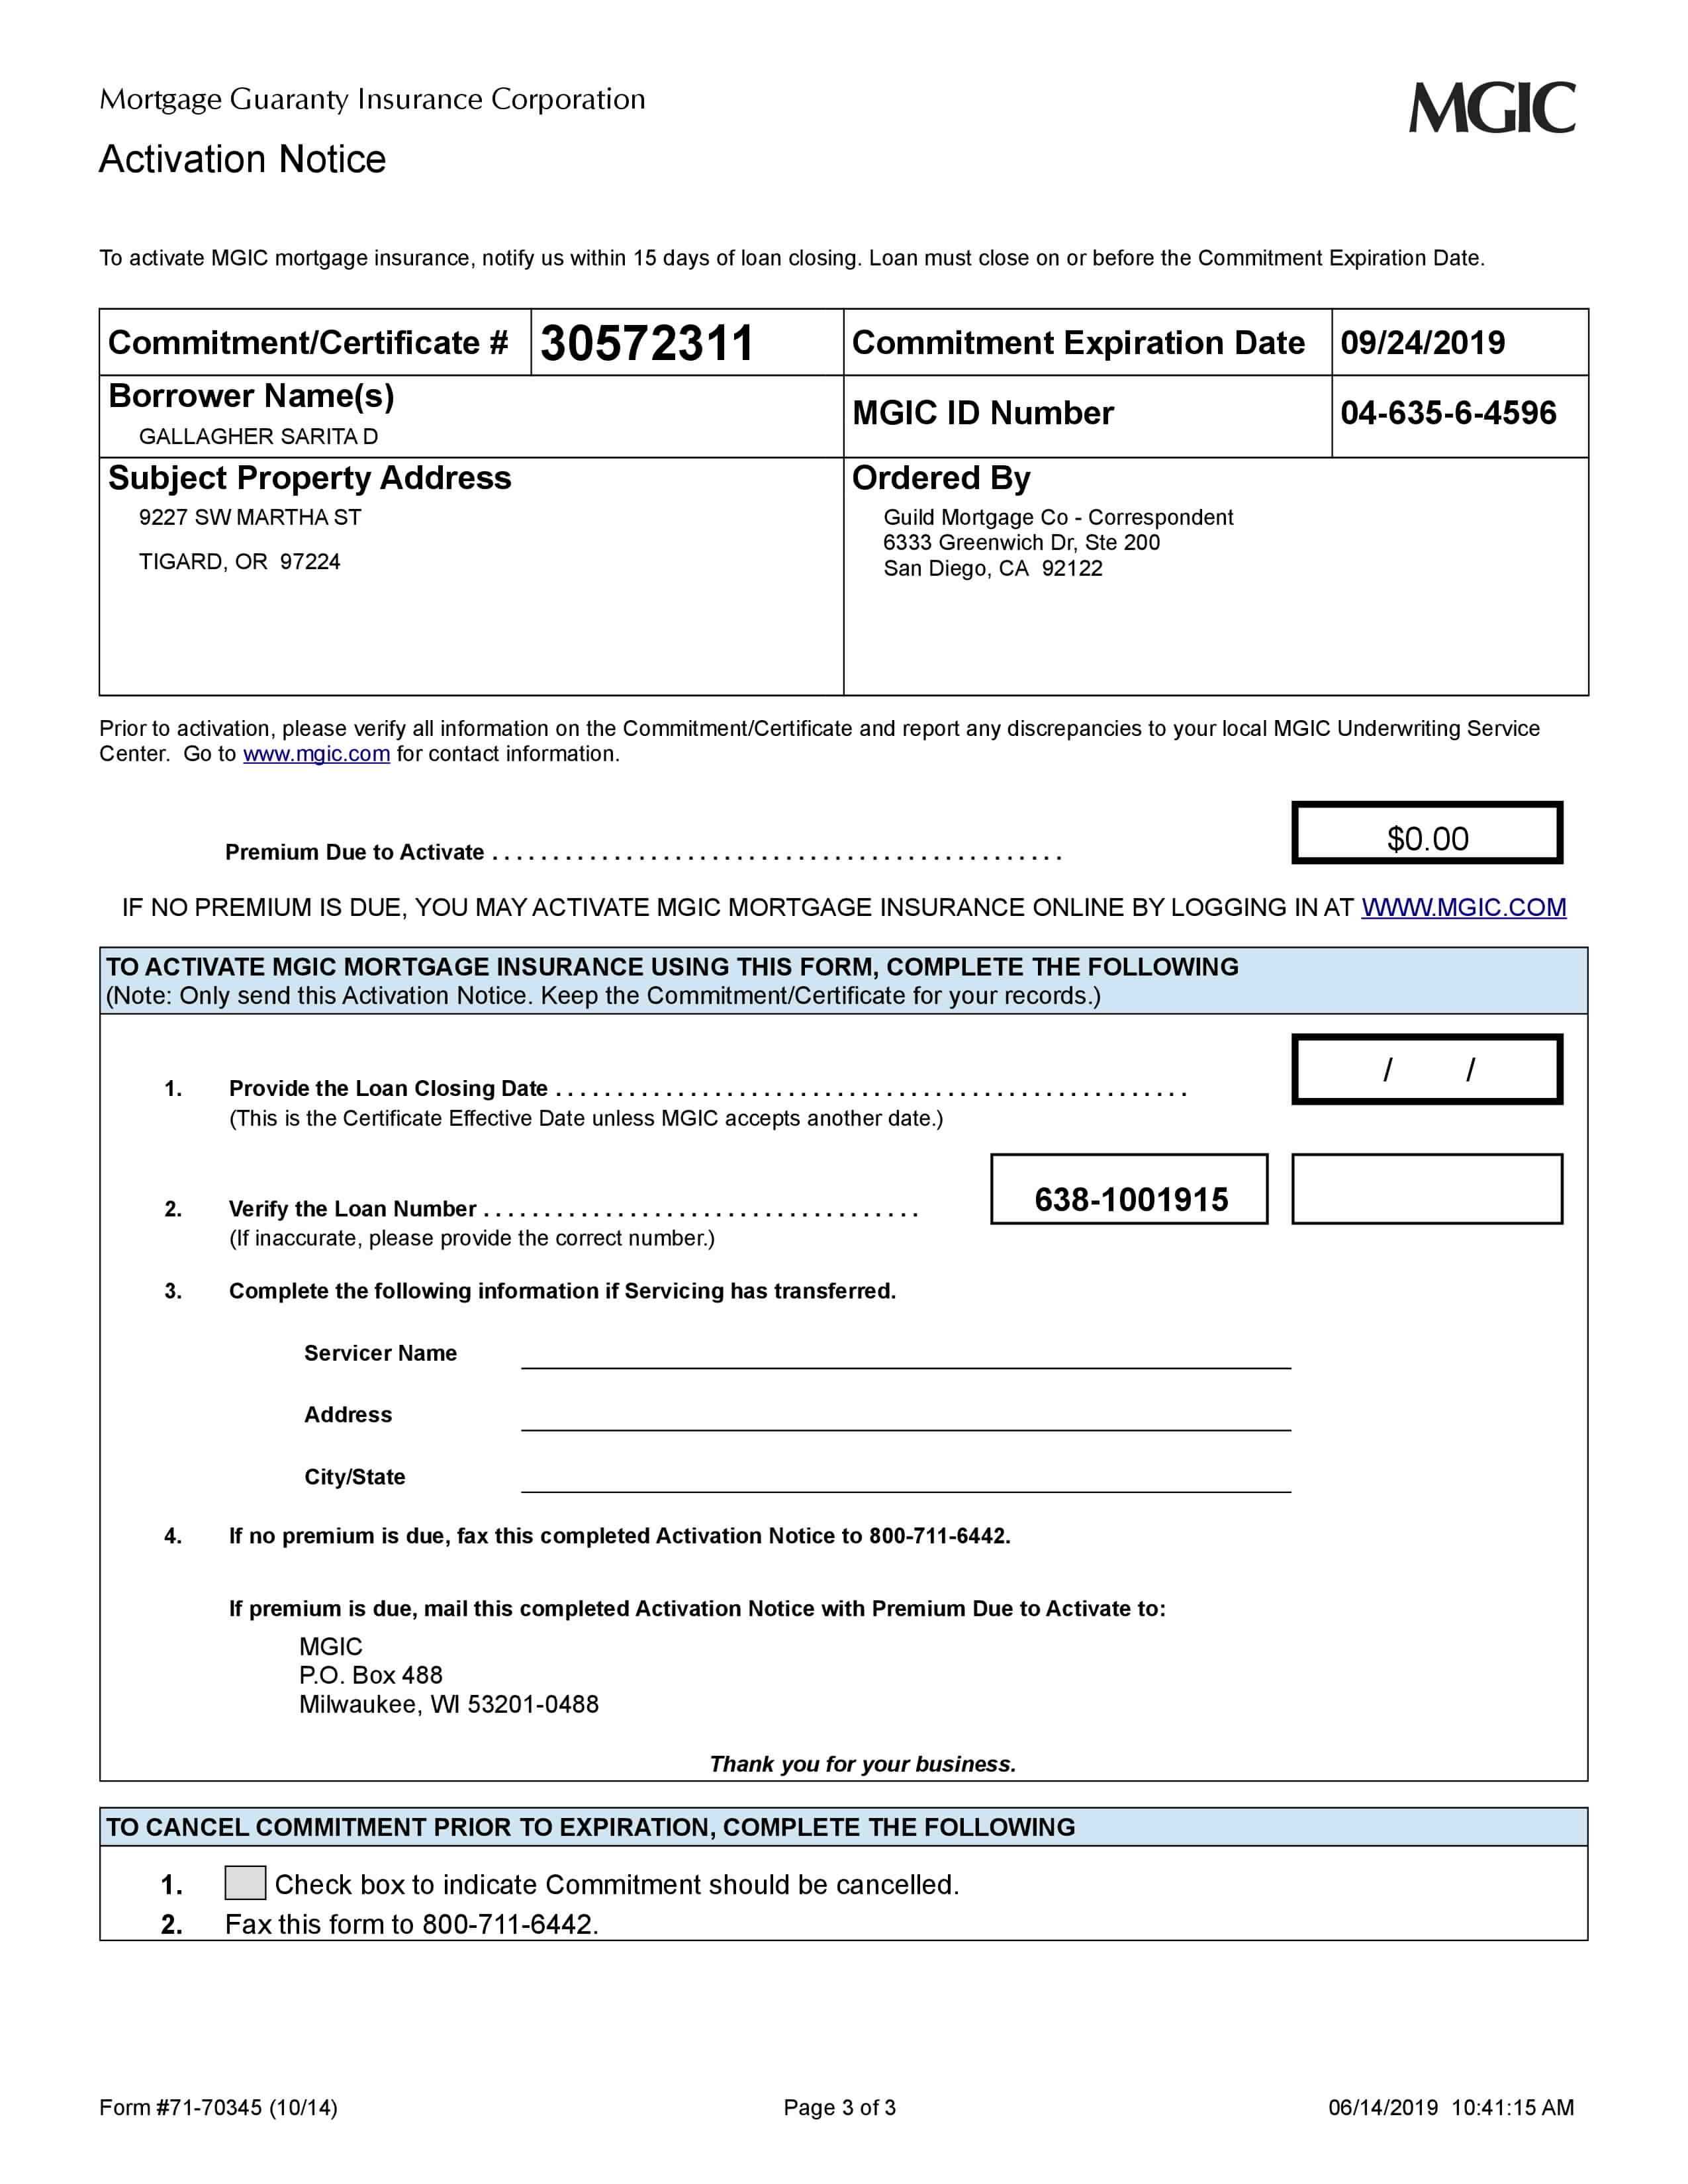 Mortgage Guaranty Insurance Corporation
MGIC
Activation Notice
To activate MGIC mortgage insurance, notify us within 15 days of loan closing. Loan must close on or before the Commitment Expiration Date.
Commitment/Certificate # 30572311 Commitment Expiration Date 09/24/2019
Borrower Name(s)
GALLAGHER SARITA D
MGIC ID Number 04-635-6-4596
Subject Property Address
9227 SW MARTHA ST
TIGARD, OR 97224
Ordered By
Guild Mortgage Co - Correspondent
6333 Greenwich Dr, Ste 200
San Diego, CA 92122
Prior to activation, please verify all information on the Commitment/Certificate and report any discrepancies to your local MGIC Underwriting Service
Center. Go to www.mgic.com for contact information.
Premium Due to Activate . . . . . . . . . . . . . . . . . . . . . . . . . . . . . . . . . . . . . . . . . . . . . . . $0.00
IF NO PREMIUM IS DUE, YOU MAY ACTIVATE MGIC MORTGAGE INSURANCE ONLINE BY LOGGING IN AT WWW.MGIC.COM
TO ACTIVATE MGIC MORTGAGE INSURANCE USING THIS FORM, COMPLETE THE FOLLOWING
(Note: Only send this Activation Notice. Keep the Commitment/Certificate for your records.)
1. Provide the Loan Closing Date . . . . . . . . . . . . . . . . . . . . . . . . . . . . . . . . . . . . . . . . . . . . . . . . . . . . / /
(This is the Certificate Effective Date unless MGIC accepts another date.)
2. Verify the Loan Number . . . . . . . . . . . . . . . . . . . . . . . . . . . . . . . . . . . . 638-1001915
(If inaccurate, please provide the correct number.)
3. Complete the following information if Servicing has transferred.
Servicer Name
Address
City/State
4. If no premium is due, fax this completed Activation Notice to 800-711-6442.
If premium is due, mail this completed Activation Notice with Premium Due to Activate to:
MGIC
P.O. Box 488
Milwaukee, WI 53201-0488
Thank you for your business.
TO CANCEL COMMITMENT PRIOR TO EXPIRATION, COMPLETE THE FOLLOWING
1. Check box to indicate Commitment should be cancelled.
2. Fax this form to 800-711-6442.
Form #71-70345 (10/14) Page 3 of 3 06/14/2019 10:41:15 AM